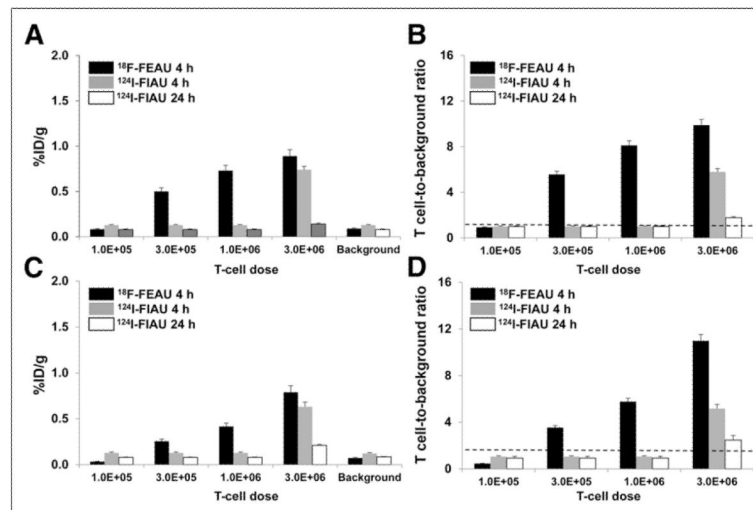 A
2.0
1.5
1.0
0.5
0.0
%ID/g
¹⁸F-FEAU 4 h
¹²⁴I-FIAU 4 h
¹²⁴I-FIAU 24 h
1.0E+05 3.0E+05 1.0E+06 3.0E+06 Background
T-cell dose
B
16
12
8
4
0
T cell-to-background ratio
¹⁸F-FEAU 4 h
¹²⁴I-FIAU 4 h
¹²⁴I-FIAU 24 h
1.0E+05 3.0E+05 1.0E+06 3.0E+06
T-cell dose
C
2.0
1.5
1.0
0.5
0.0
%ID/g
¹⁸F-FEAU 4 h
¹²⁴I-FIAU 4 h
¹²⁴I-FIAU 24 h
1.0E+05 3.0E+05 1.0E+06 3.0E+06 Background
T-cell dose
D
16
12
8
4
0
T cell-to-background ratio
¹⁸F-FEAU 4 h
¹²⁴I-FIAU 4 h
¹²⁴I-FIAU 24 h
1.0E+05 3.0E+05 1.0E+06 3.0E+06
T-cell dose